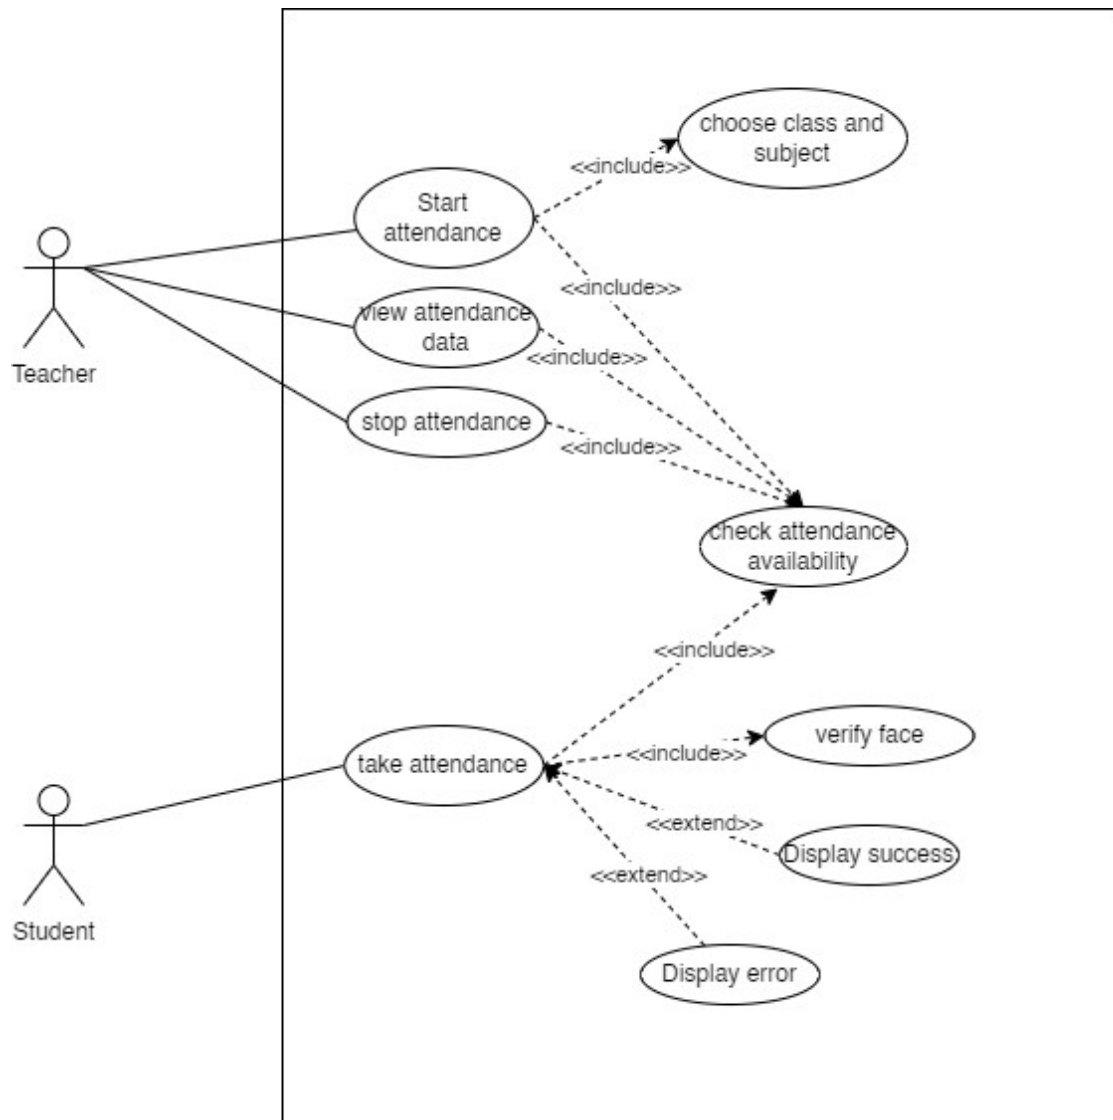 choose class and
subject
<<include>>
Start
attendance
<<include>>
view attendance
data
<<include>>
Teacher
stop attendance
<<include>>
check attendance
availability
<<include>>
verify face
<<include>>
take attendance
<<extend>>
Display success
<<extend>>
Student
Display error